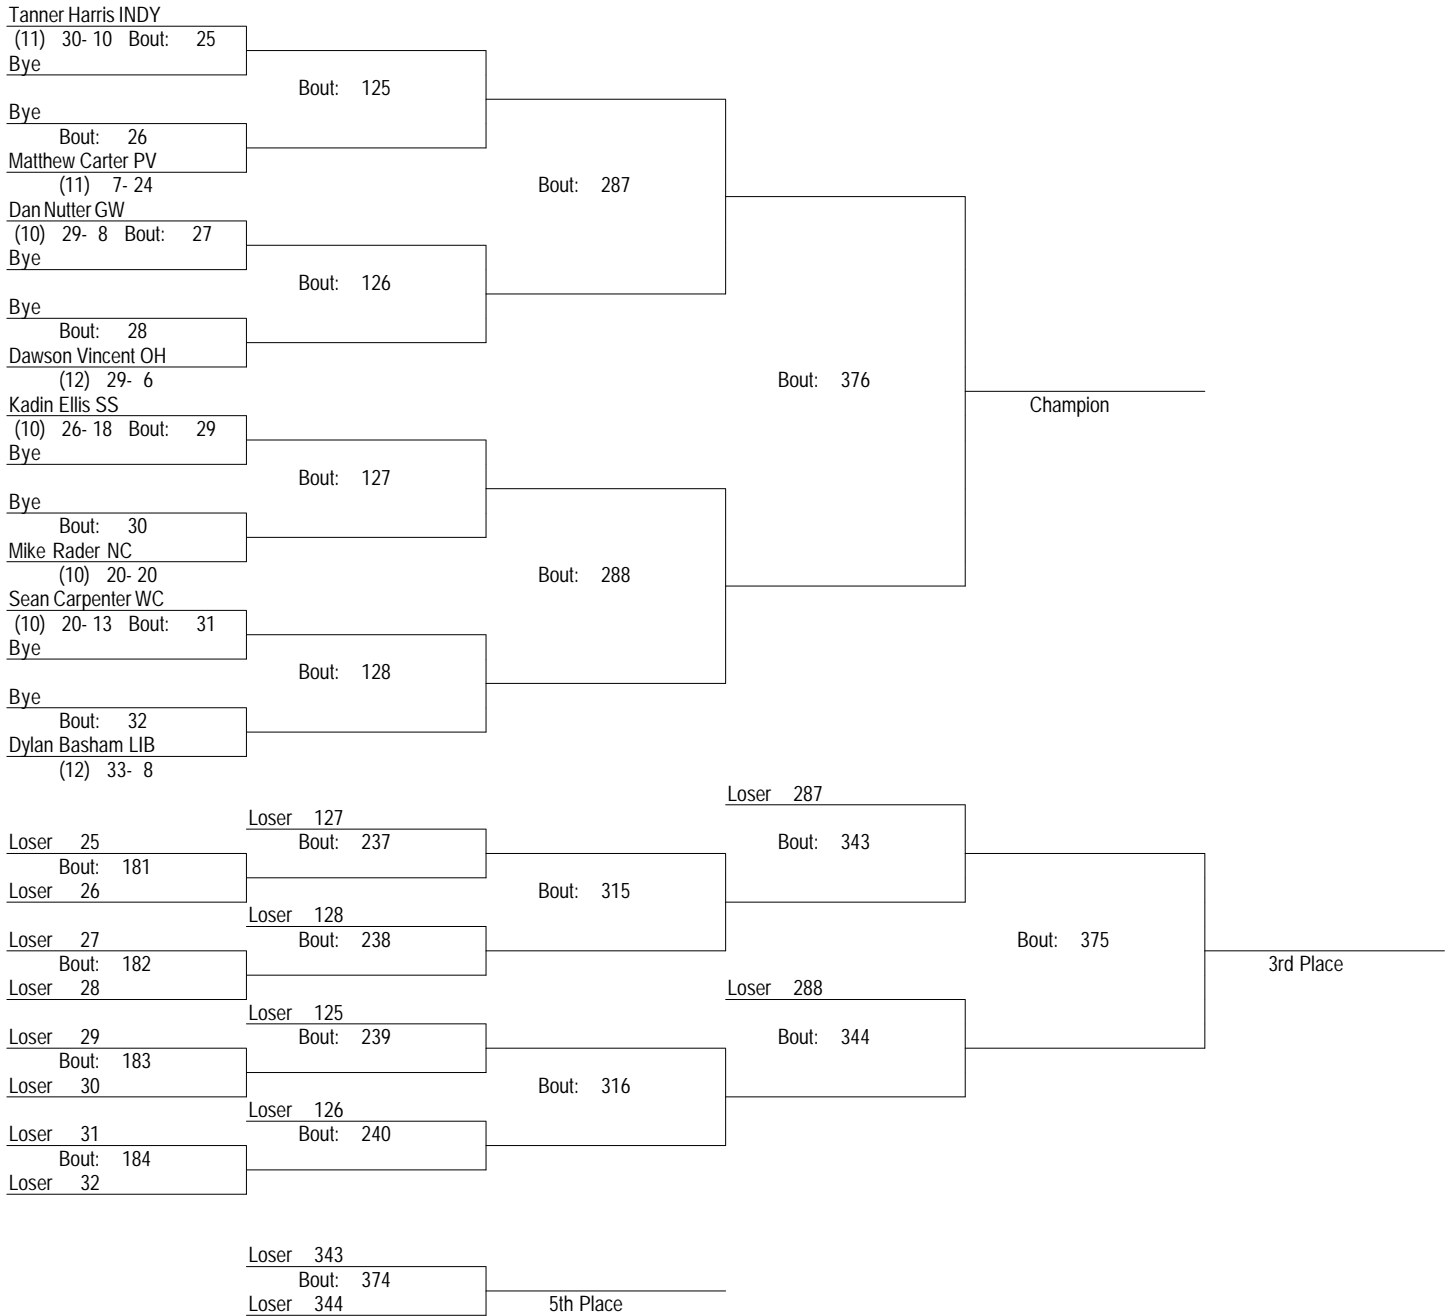 Tanner Harris INDY
(11) 30- 10 Bout: 25
Bye
Bout: 125
Bye
Bout: 26
Matthew Carter PV
(11) 7- 24
Bout: 287
Dan Nutter GW
(10) 29- 8 Bout: 27
Bye
Bout: 126
Bye
Bout: 28
Dawson Vincent OH
(12) 29- 6
Bout: 376
Kadin Ellis SS
Champion
(10) 26- 18 Bout: 29
Bye
Bout: 127
Bye
Bout: 30
Mike Rader NC
(10) 20- 20
Bout: 288
Sean Carpenter WC
(10) 20- 13 Bout: 31
Bye
Bout: 128
Bye
Bout: 32
Dylan Basham LIB
(12) 33- 8
Loser 287
Loser 127
Loser 25
Bout: 237
Bout: 343
Bout: 181
Loser 26
Bout: 315
Loser 128
Loser 27
Bout: 238
Bout: 375
Bout: 182
3rd Place
Loser 28
Loser 288
Loser 125
Loser 29
Bout: 239
Bout: 344
Bout: 183
Loser 30
Bout: 316
Loser 126
Loser 31
Bout: 240
Bout: 184
Loser 32
Loser 343
Bout: 374
Loser 344
5th Place